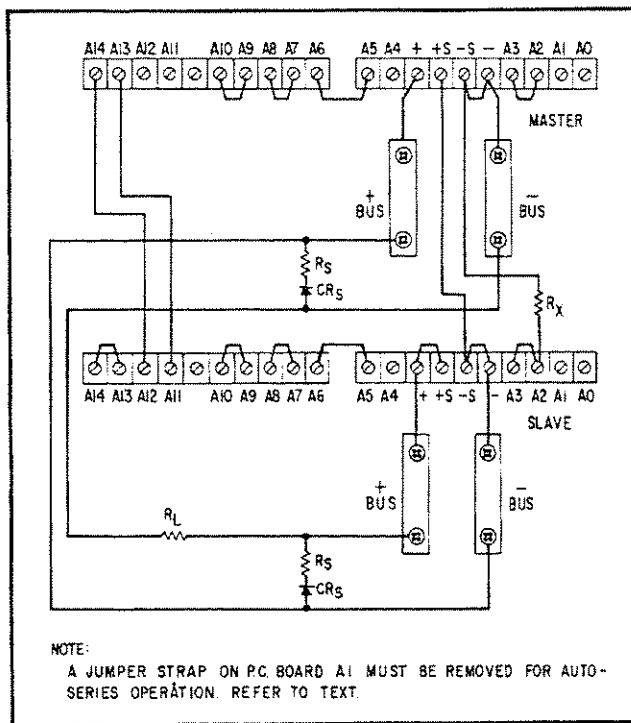 A14 A13 A12 A11 A10 A9 A8 A7 A6 A5 A4 + +S -S - A3 A2 A1 A0
MASTER
+ BUS
- BUS
RS
CRS
RX
A14 A13 A12 A11 A10 A9 A8 A7 A6 A5 A4 + +S -S - A3 A2 A1 A0
SLAVE
+ BUS
- BUS
RL
RS
CRS
NOTE:
A JUMPER STRAP ON P.C. BOARD A1 MUST BE REMOVED FOR AUTO-
SERIES OPERATION. REFER TO TEXT.